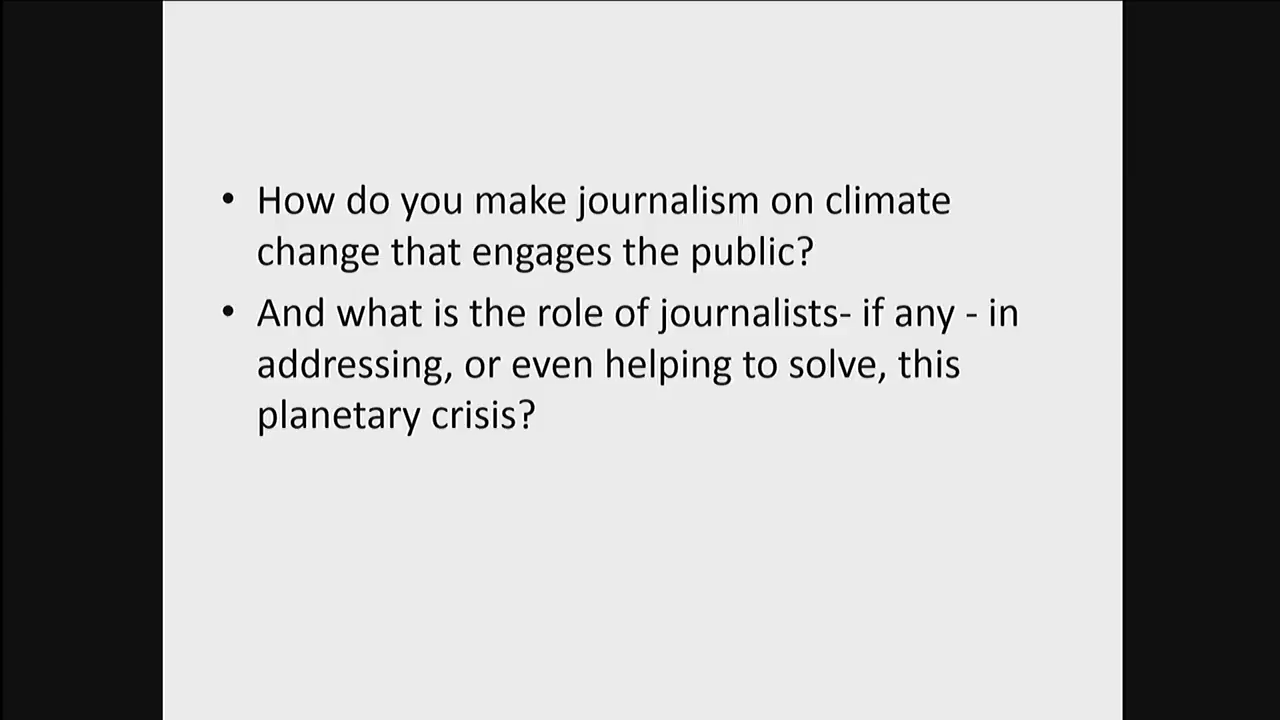 • How do you make journalism on climate
change that engages the public?
• And what is the role of journalists- if any - in
addressing, or even helping to solve, this
planetary crisis?